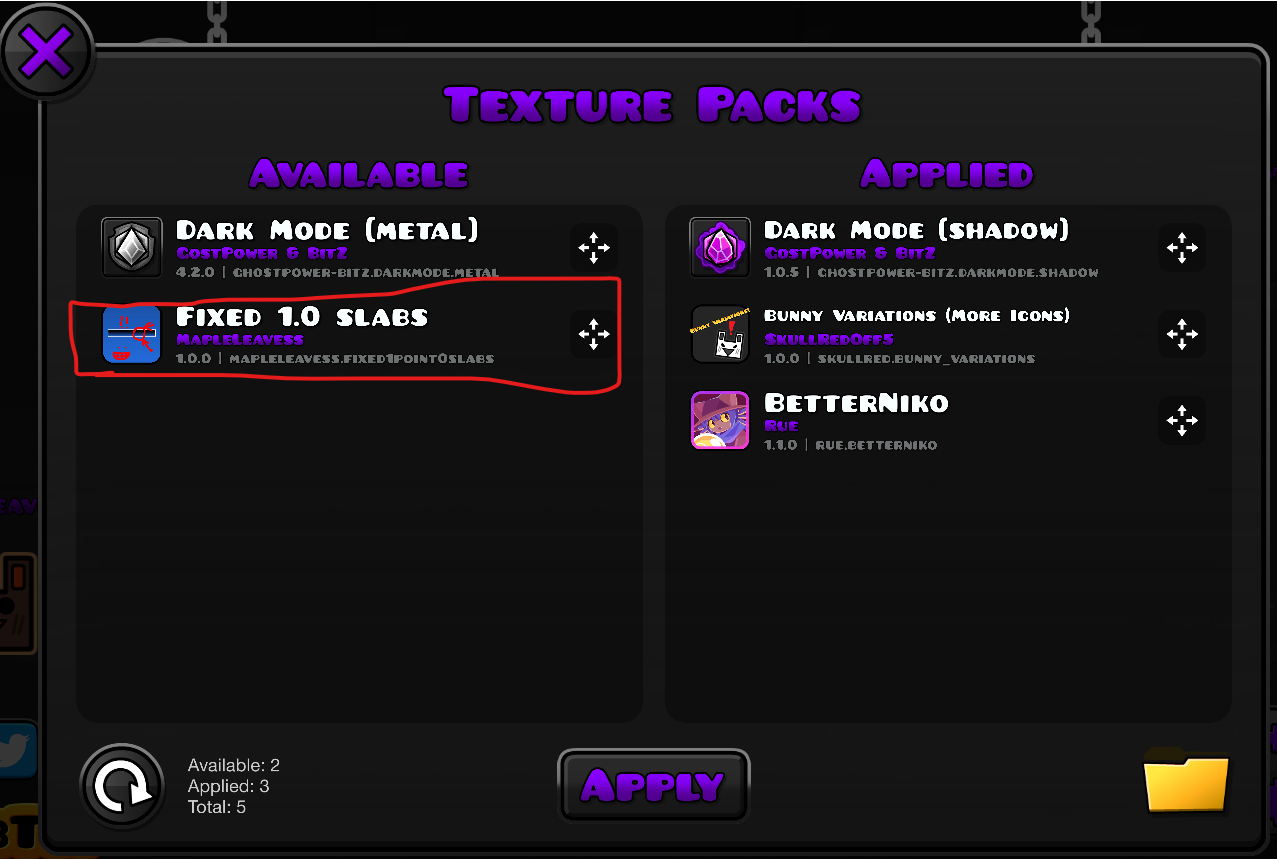 Texture Packs
Available
Applied
Dark Mode (metal)
CostPower & BitZ
4.2.0 | ghostpower-bitz.darkmode.metal
Fixed 1.0 slabs
MapleLeavess
1.0.0 | mapleleavess.fixed1point0slabs
Dark Mode (shadow)
CostPower & BitZ
1.0.5 | ghostpower-bitz.darkmode.shadow
BUNNY VARIATIONS!
Bunny Variations (More Icons)
SkullRedOff5
1.0.0 | skullred.bunny_variations
BetterNiko
Rue
1.1.0 | rue.betterniko
Available: 2
Applied: 3
Total: 5
Apply